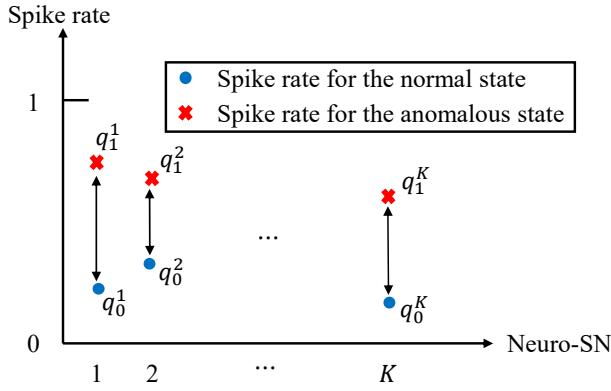 Spike rate
Spike rate for the normal state
Spike rate for the anomalous state
1
$q_1^1$
$q_1^2$
$q_1^K$
...
$q_0^1$
$q_0^2$
$q_0^K$
0
Neuro-SN
1 2 ... $K$